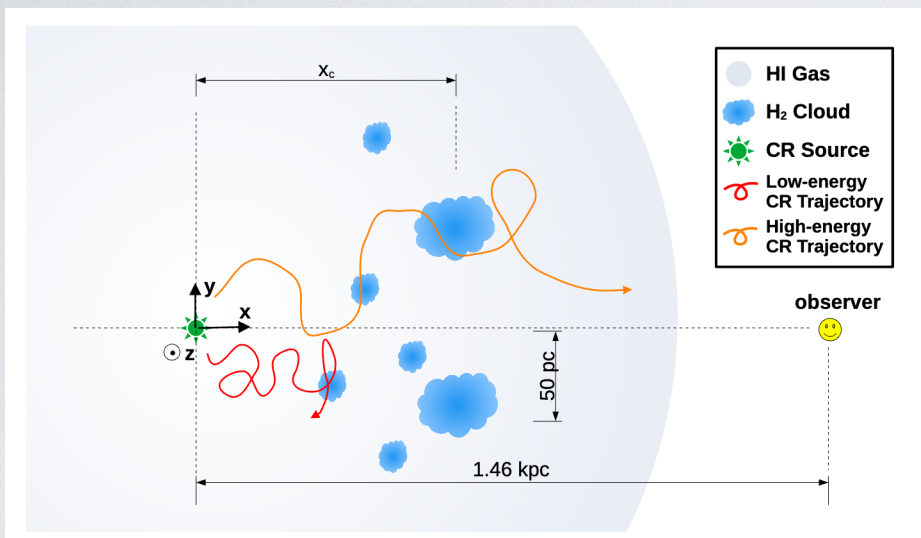 x_c
HI Gas
H₂ Cloud
CR Source
Low-energy
CR Trajectory
High-energy
CR Trajectory
y
x
z
observer
50 pc
1.46 kpc